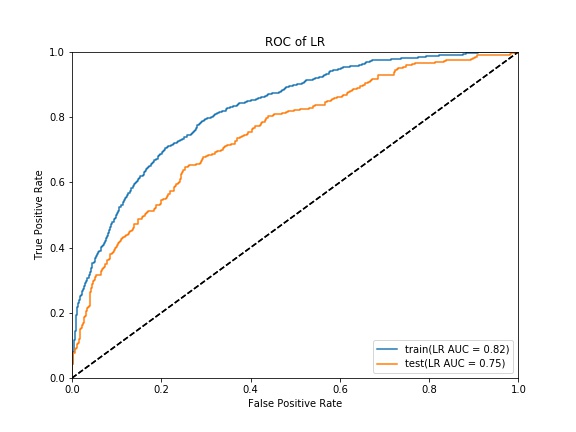 ROC of LR
True Positive Rate
1.0
0.8
0.6
0.4
0.2
0.0
0.0 0.2 0.4 0.6 0.8 1.0
False Positive Rate
train(LR AUC = 0.82)
test(LR AUC = 0.75)